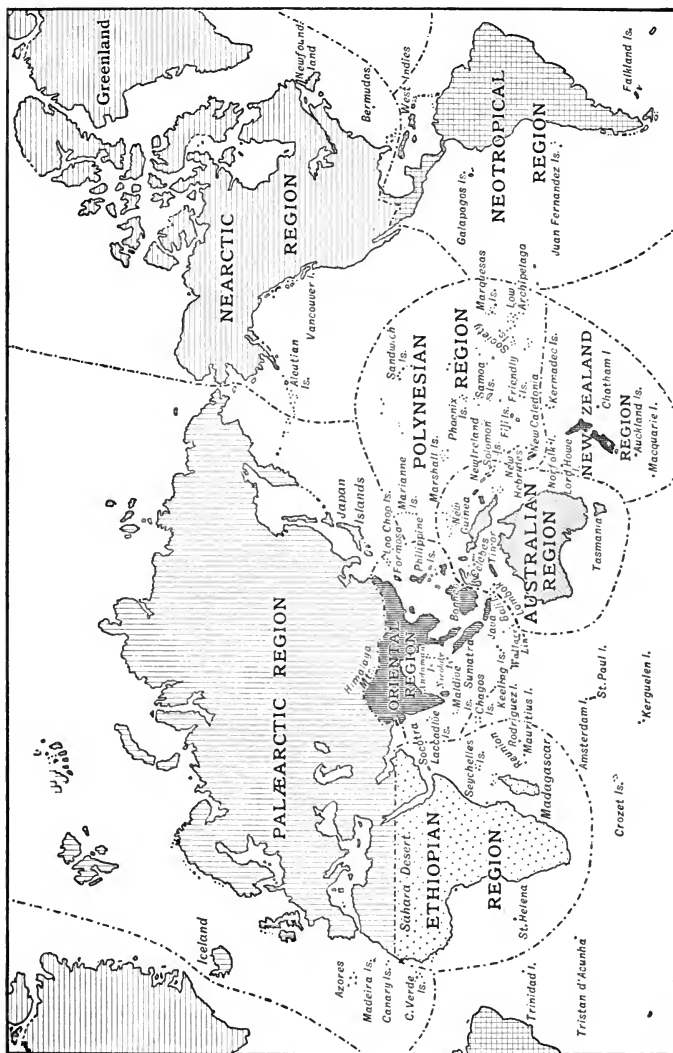 Greenland
Newfound-
land
Bermudas
West Indies
NEARCTIC
REGION
Vancouver I.
Aleutian
Is.
NEOTROPICAL
REGION
Galapagos Is.
Juan Fernandez Is.
Falkland Is.
Sandwich
Is.
POLYNESIAN
REGION
Marquesas
Is.
Low
Archipelago
Society
Is.
Phoenix
Is.
Samoa
Is.
Friendly
Is.
Fiji Is.
Marshall Is.
Marianne
Is.
New Ireland
Solomon
Is.
New
Hebrides
New Caledonia
Kermadec Is.
Norfolk I.
Lord Howe
I.
NEW ZEALAND
REGION
Chatham I
Auckland Is.
Macquarie I.
New
Guinea
AUSTRALIAN
REGION
Tasmania
Japan
Islands
Loo Choo Is.
Formosa
Philippine
Is.
PALÆARCTIC REGION
Himalaya
Mts.
ORIENTAL
REGION
Andaman
Is.
Nicobar
Is.
Borneo
Celebes
Timor
Lombok
Bali
Java
Wallace's
Line
Sumatra
Keeling Is.
Maldive
Is.
Chagos
Is.
Laccadive
Is.
Socotra
Seychelles
Is.
Rodriguez I.
Mauritius I.
Reunion
Madagascar
St. Paul I.
Amsterdam I.
Kerguelen I.
Crozet Is.
Iceland
Azores
Madeira Is.
Canary Is.
C. Verde
Is.
Sahara Desert
ETHIOPIAN
REGION
St. Helena
Trinidad I.
Tristan d'Acunha